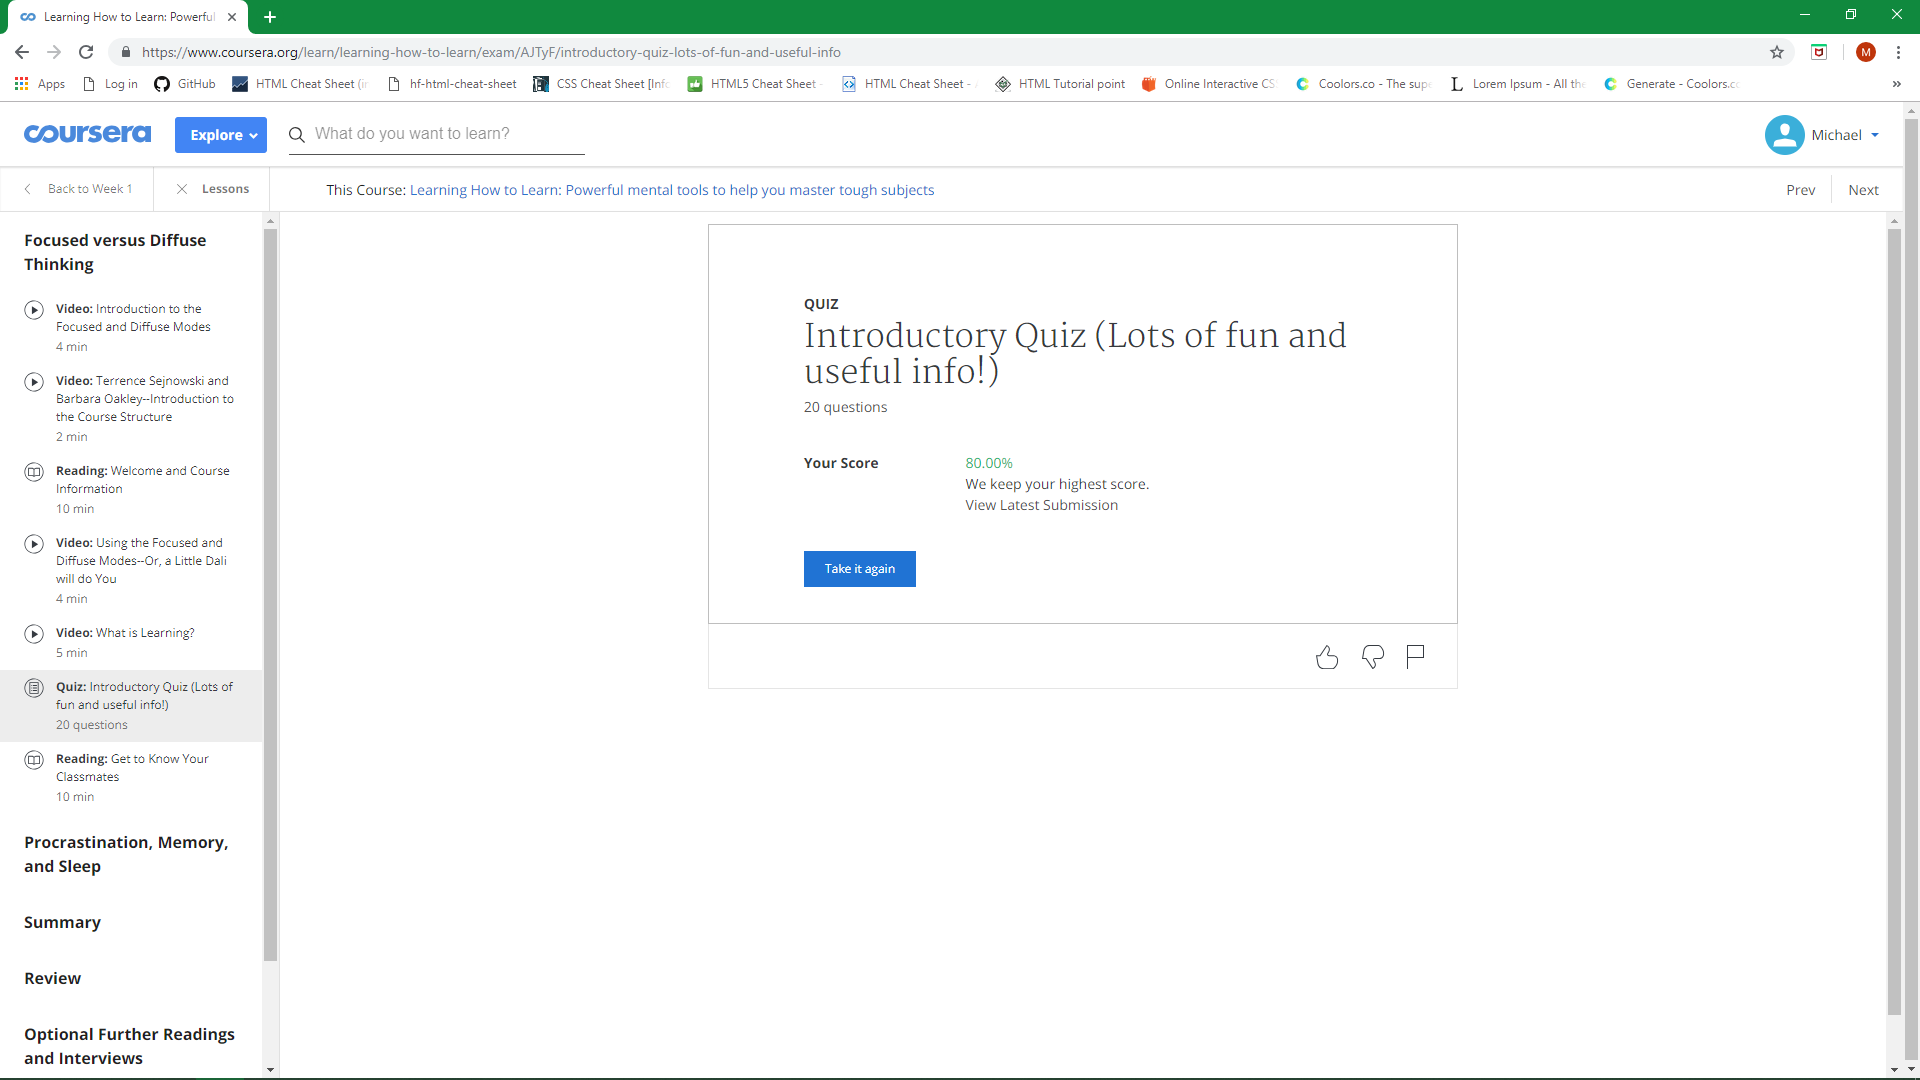 Learning How to Learn: Powerful
https://www.coursera.org/learn/learning-how-to-learn/exam/AJTyF/introductory-quiz-lots-of-fun-and-useful-info
M
Apps Log in GitHub HTML Cheat Sheet (in hf-html-cheat-sheet CSS Cheat Sheet [Info HTML5 Cheat Sheet - HTML Cheat Sheet - HTML Tutorial point Online Interactive CSS Coolors.co - The supe Lorem Ipsum - All the Generate - Coolors.co »
coursera Explore What do you want to learn? Michael
Back to Week 1 Lessons This Course: Learning How to Learn: Powerful mental tools to help you master tough subjects Prev Next
Focused versus Diffuse
Thinking
Video: Introduction to the
Focused and Diffuse Modes
4 min
Video: Terrence Sejnowski and
Barbara Oakley--Introduction to
the Course Structure
2 min
Reading: Welcome and Course
Information
10 min
Video: Using the Focused and
Diffuse Modes--Or, a Little Dali
will do You
4 min
Video: What is Learning?
5 min
Quiz: Introductory Quiz (Lots of
fun and useful info!)
20 questions
Reading: Get to Know Your
Classmates
10 min
Procrastination, Memory,
and Sleep
Summary
Review
Optional Further Readings
and Interviews
QUIZ
Introductory Quiz (Lots of fun and
useful info!)
20 questions
Your Score 80.00%
We keep your highest score.
View Latest Submission
Take it again